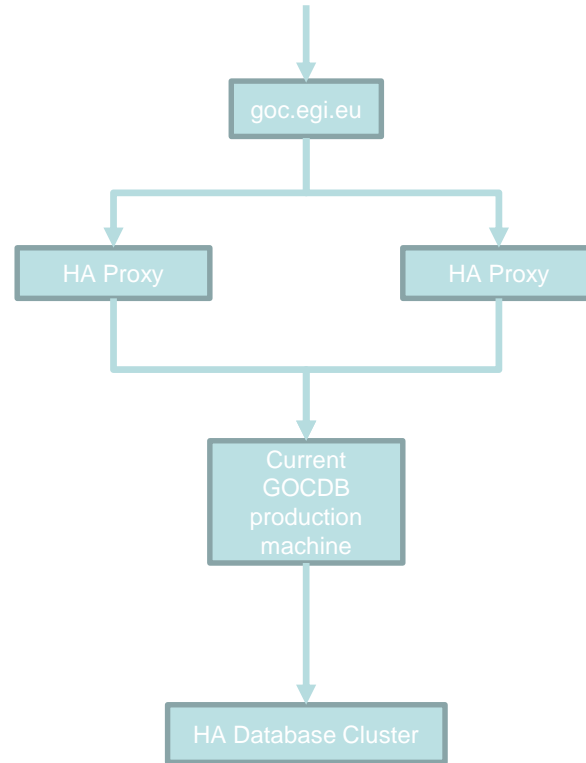 goc.egi.eu
HA Proxy
HA Proxy
Current
GOCDB
production
machine
HA Database Cluster